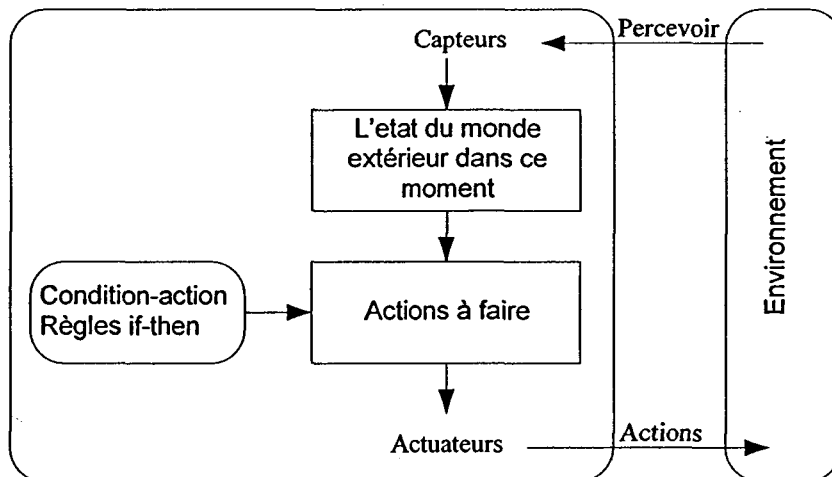 Capteurs
Percevoir
L'etat du monde
extérieur dans ce
moment
Condition-action
Règles if-then
Actions à faire
Environnement
Actuateurs
Actions